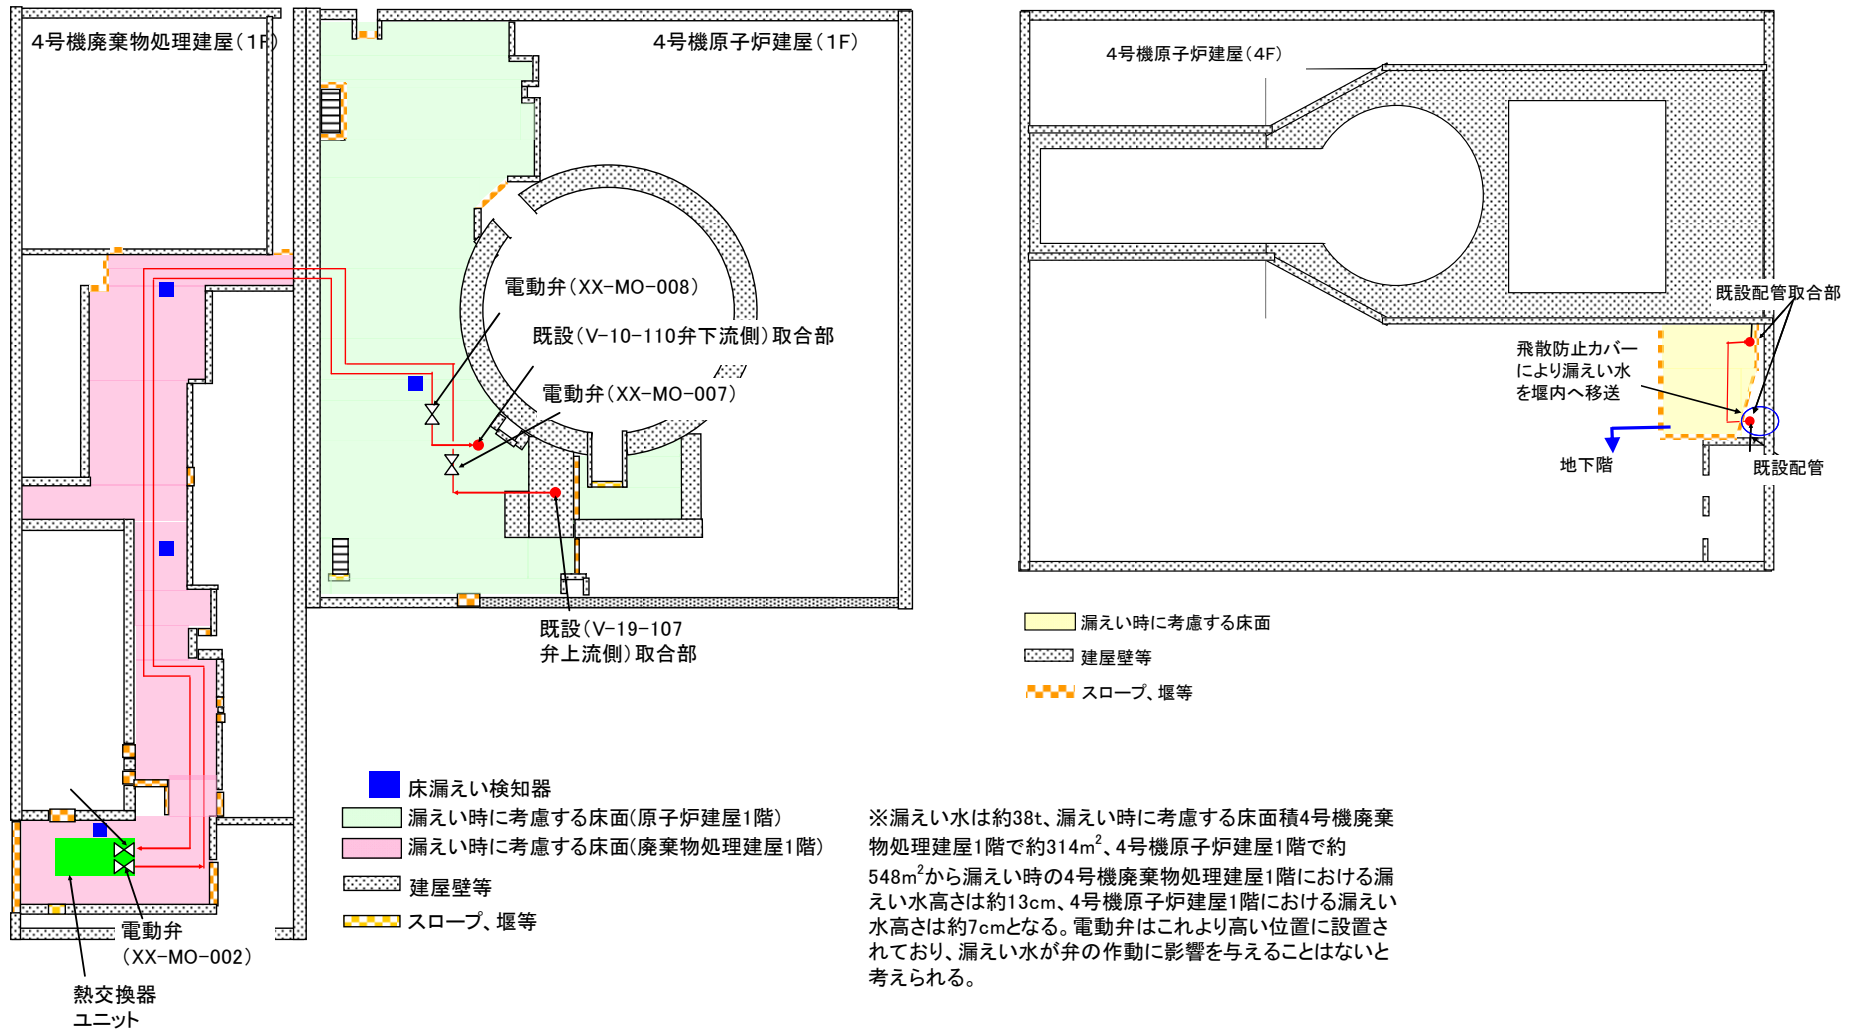 4号機廃棄物処理建屋(1F)
4号機原子炉建屋(1F)
電動弁(XX-MO-008)
既設(V-10-110弁下流側)取合部
電動弁(XX-MO-007)
既設(V-19-107
弁上流側)取合部
電動弁
(XX-MO-002)
熱交換器
ユニット
床漏えい検知器
漏えい時に考慮する床面(原子炉建屋1階)
漏えい時に考慮する床面(廃棄物処理建屋1階)
建屋壁等
スロープ、堰等
4号機原子炉建屋(4F)
既設配管取合部
飛散防止カバー
により漏えい水
を堰内へ移送
地下階
既設配管
漏えい時に考慮する床面
建屋壁等
スロープ、堰等
※漏えい水は約38t、漏えい時に考慮する床面積4号機廃棄
物処理建屋1階で約314m²、4号機原子炉建屋1階で約
548m²から漏えい時の4号機廃棄物処理建屋1階における漏
えい水高さは約13cm、4号機原子炉建屋1階における漏えい
水高さは約7cmとなる。電動弁はこれより高い位置に設置さ
れており、漏えい水が弁の作動に影響を与えることはないと
考えられる。